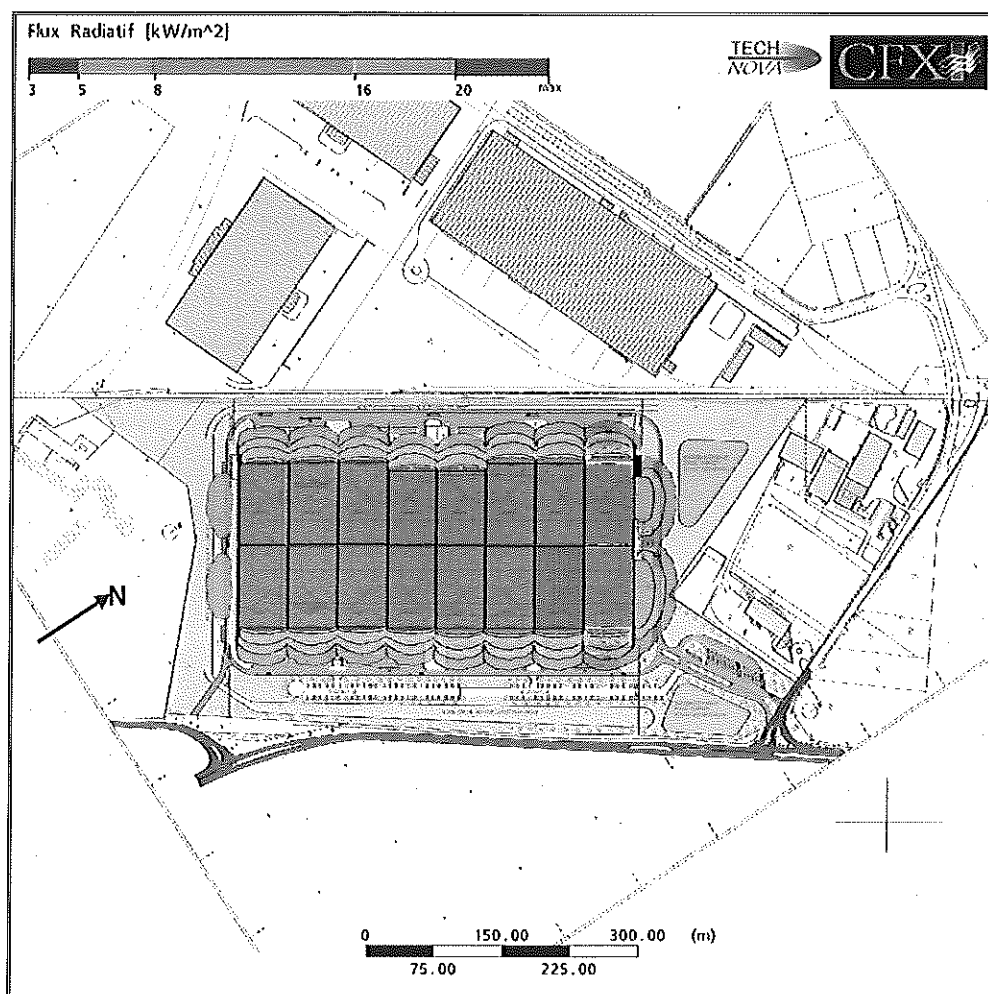 Flux Radiatif [kW/m^2]
3 5 8 16 20 max
TECH
NOVA
CFX
N
0 150.00 300.00 (m)
75.00 225.00